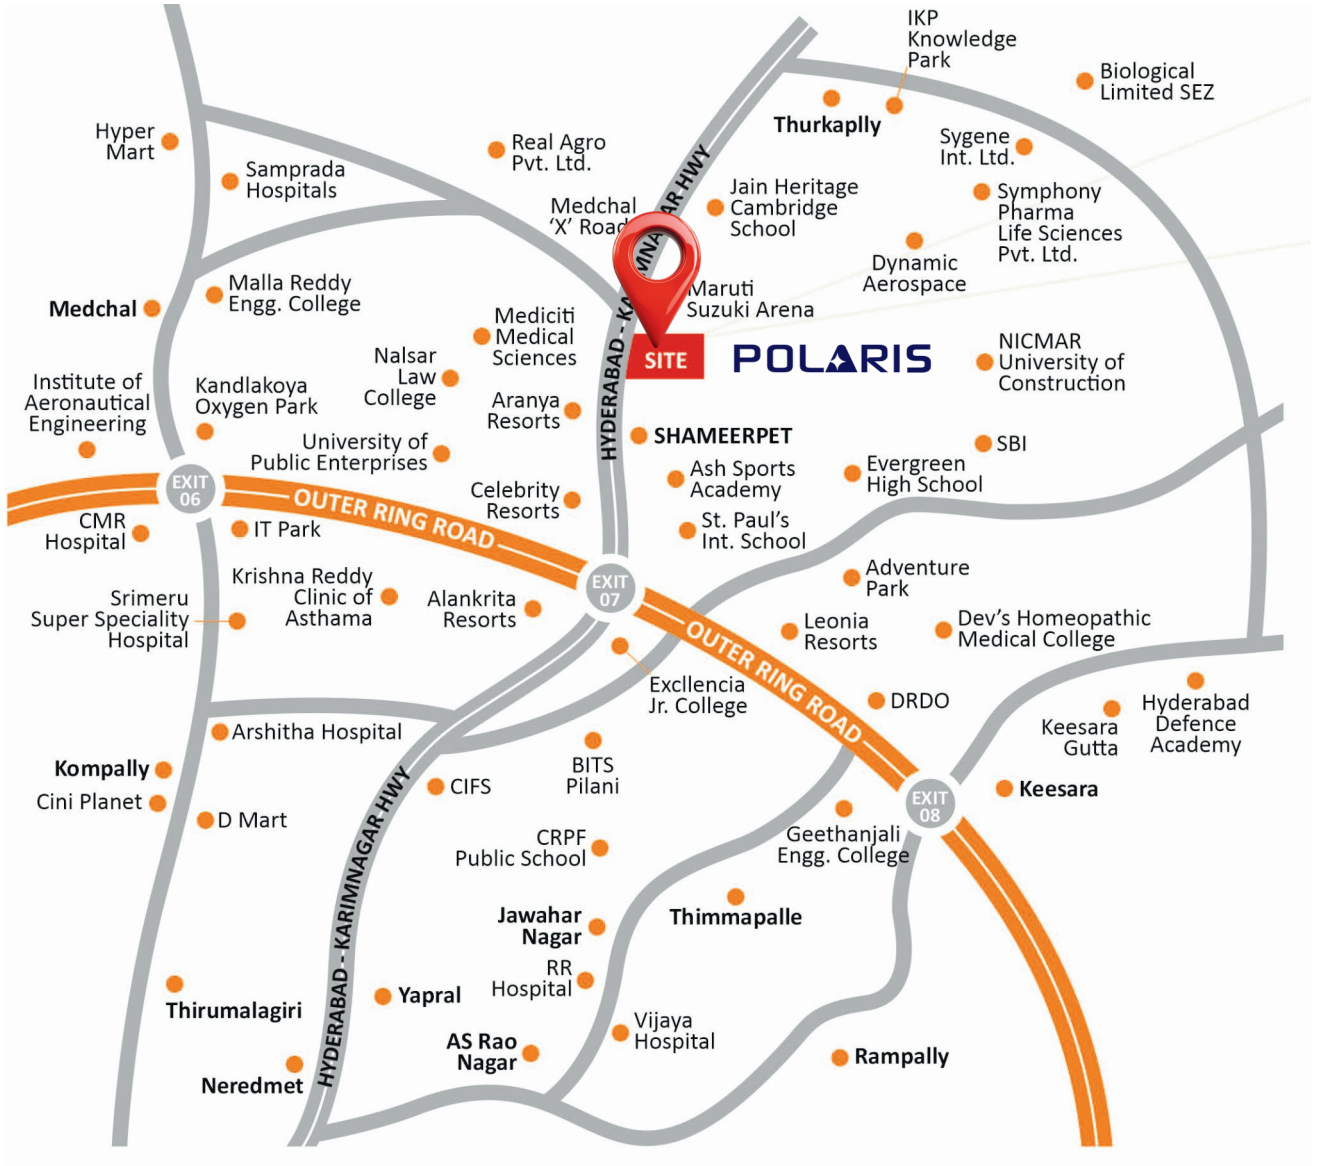 IKP
Knowledge
Park
Biological
Limited SEZ
Thurkaplly
Hyper
Mart
Real Agro
Pvt. Ltd.
Sygene
Int. Ltd.
Samprada
Hospitals
Medchal
'X' Road
Jain Heritage
Cambridge
School
Symphony
Pharma
Life Sciences
Pvt. Ltd.
Dynamic
Aerospace
Malla Reddy
Engg. College
Medchal
Maruti
Suzuki Arena
Mediciti
Medical
Sciences
HYDERABAD - KARIMNAGAR HWY
SITE
POLARIS
Nalsar
Law
College
NICMAR
University of
Construction
Institute of
Aeronautical
Engineering
Kandlakoya
Oxygen Park
Aranya
Resorts
SHAMEERPET
University of
Public Enterprises
SBI
Ash Sports
Academy
Evergreen
High School
EXIT
06
OUTER RING ROAD
Celebrity
Resorts
CMR
Hospital
IT Park
St. Paul's
Int. School
Krishna Reddy
Clinic of
Asthama
EXIT
07
Adventure
Park
Srimeru
Super Speciality
Hospital
Alankrita
Resorts
Leonia
Resorts
Dev's Homeopathic
Medical College
OUTER RING ROAD
Excllencia
Jr. College
DRDO
Keesara
Gutta
Hyderabad
Defence
Academy
Arshitha Hospital
Kompally
Cini Planet
D Mart
CIFS
BITS
Pilani
Keesara
EXIT
08
HYDERABAD - KARIMNAGAR HWY
CRPF
Public School
Geethanjali
Engg. College
Jawahar
Nagar
Thimmapalle
RR
Hospital
Thirumalagiri
Yapral
Vijaya
Hospital
AS Rao
Nagar
Rampally
Neredmet